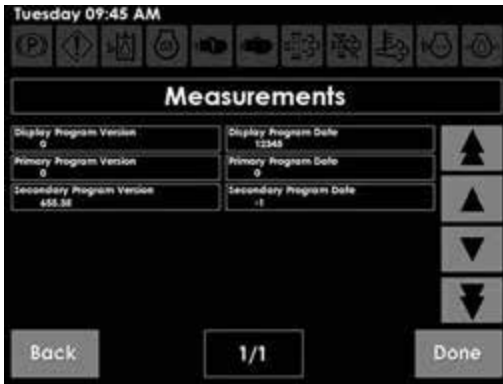 Tuesday 09:45 AM
Measurements
Display Program Version
0
Display Program Date
12345
Primary Program Version
0
Primary Program Date
0
Secondary Program Version
655.35
Secondary Program Date
-1
Back
1/1
Done